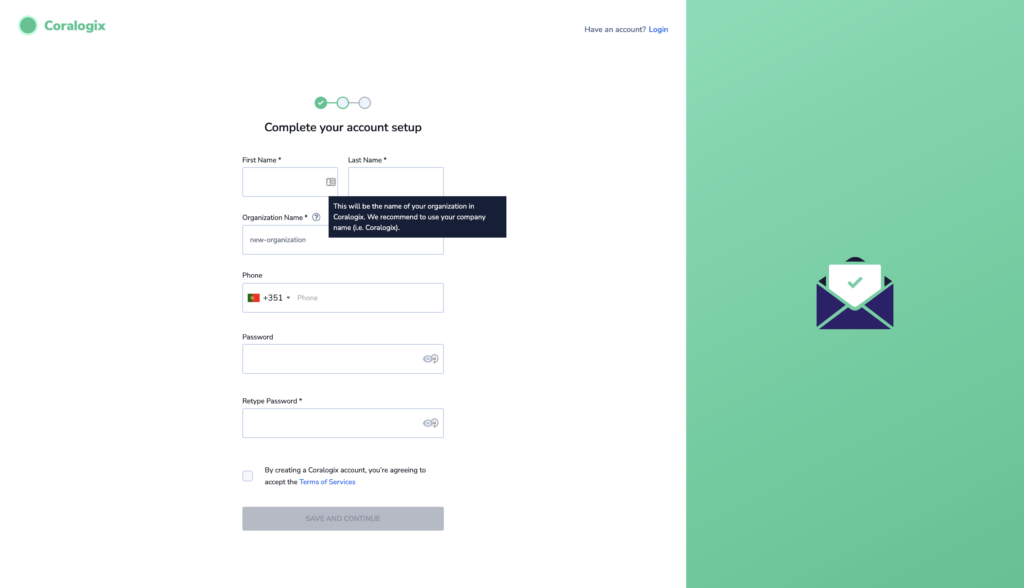 Coralogix
Have an account? Login
Complete your account setup
First Name *
Last Name *
This will be the name of your organization in
Coralogix. We recommend to use your company
name (i.e. Coralogix).
Organization Name *
new-organization
Phone
+351
Phone
Password
Retype Password *
By creating a Coralogix account, you're agreeing to
accept the Terms of Services
SAVE AND CONTINUE